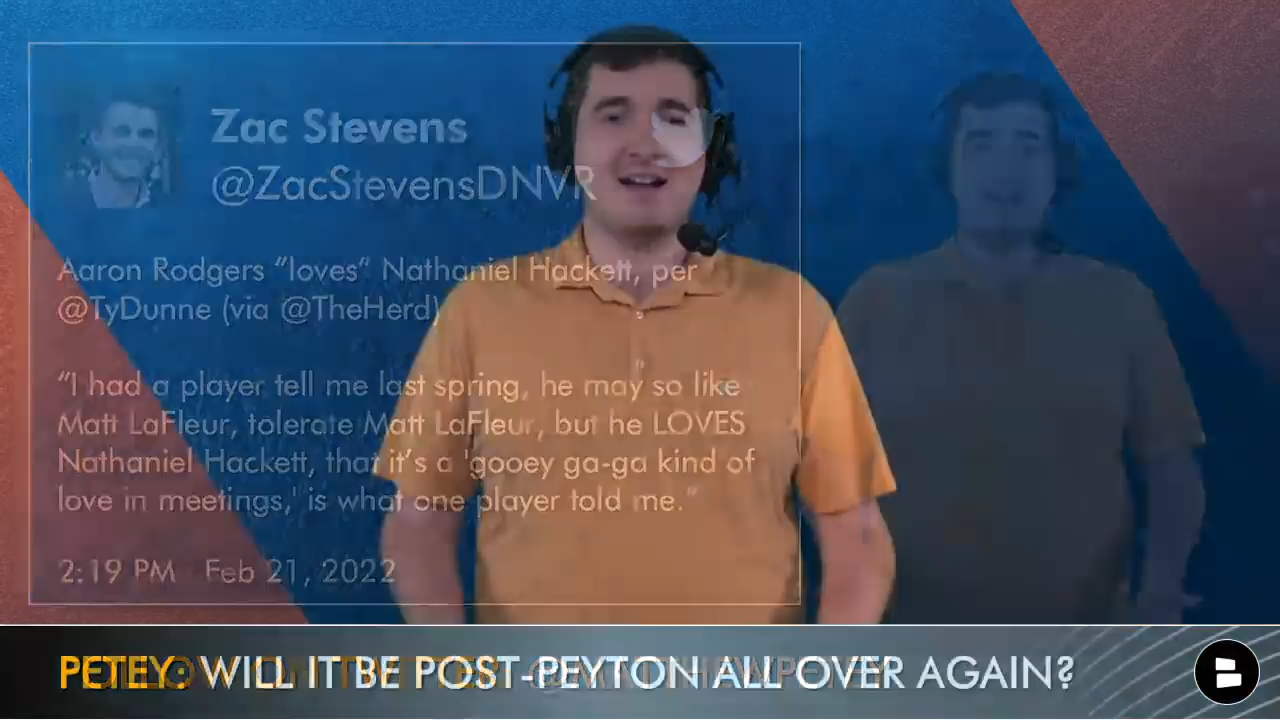 Zac Stevens
@ZacStevensDNVR
Aaron Rodgers “loves” Nathaniel Hackett, per
@TyDunne (via @TheHerd)
“I had a player tell me last spring, he may so like
Matt LaFleur, tolerate Matt LaFleur, but he LOVES
Nathaniel Hackett, that it's a 'gooey ga-ga kind of
love in meetings,' is what one player told me.”
2:19 PM Feb 21, 2022
PETEY: WILL IT BE POST-PEYTON ALL OVER AGAIN?